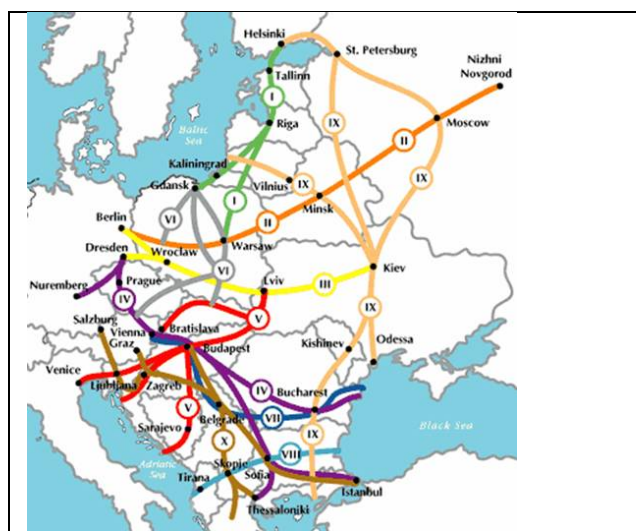 Helsinki
St. Petersburg
Nizhni
Novgorod
Tallinn
I
Riga
IX
II
Moscow
Baltic
Sea
Kaliningrad
Gdansk
Vilnius
IX
IX
Minsk
I
VI
II
Berlin
Warsaw
Dresden
Wroclaw
VI
Kiev
Nuremberg
Prague
Lviv
III
IV
Salzburg
Vienna
Bratislava
V
IX
Graz
Budapest
Kishinev
Odessa
Venice
Ljubljana
Zagreb
IV
Bucharest
V
Belgrade
VII
Sarajevo
Black Sea
X
IX
VIII
Adriatic
Sea
Skopje
Sofia
Tirana
Istanbul
Thessaloniki